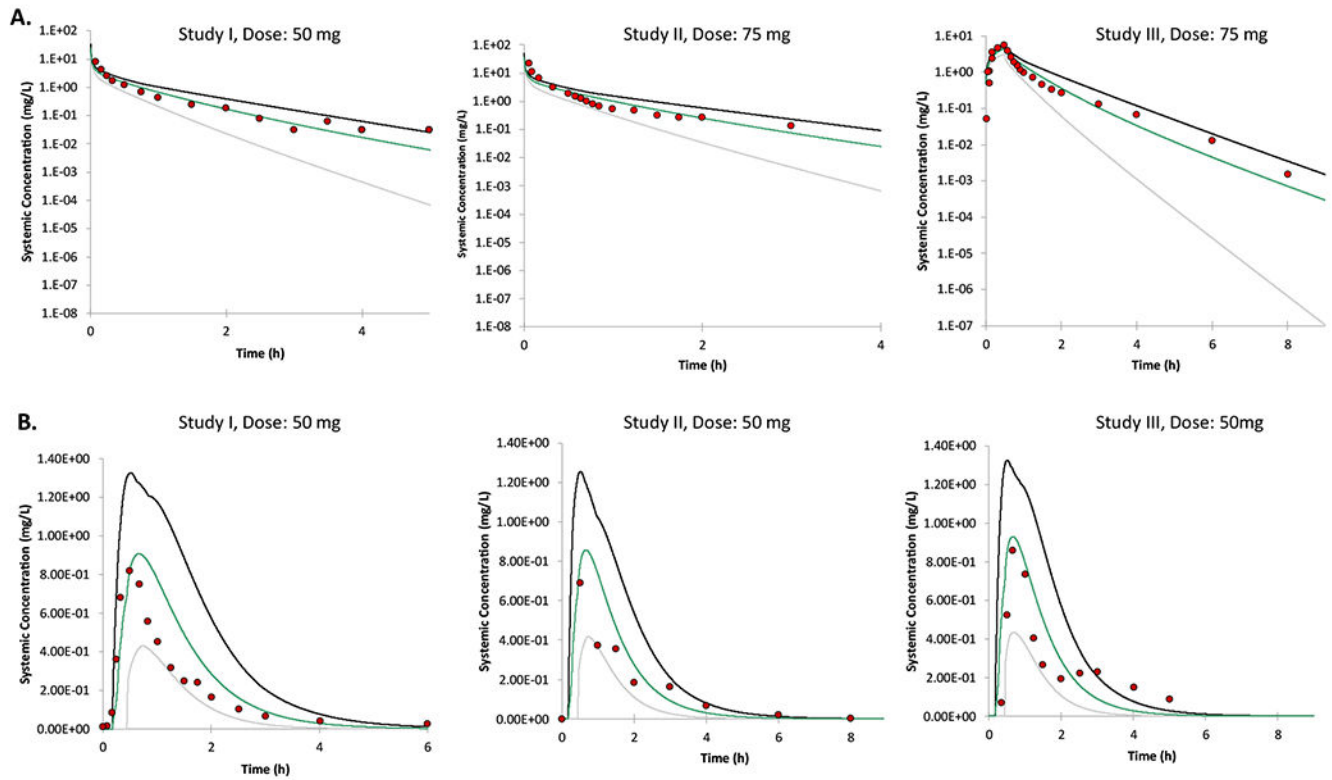 A.
Study I, Dose: 50 mg
Systemic Concentration (mg/L)
1.E+02
1.E+01
1.E+00
1.E-01
1.E-02
1.E-03
1.E-04
1.E-05
1.E-06
1.E-07
1.E-08
0
2
4
Time (h)
Study II, Dose: 75 mg
Systemic Concentration (mg/L)
1.E+02
1.E+01
1.E+00
1.E-01
1.E-02
1.E-03
1.E-04
1.E-05
1.E-06
1.E-07
1.E-08
0
2
4
Time (h)
Study III, Dose: 75 mg
Systemic Concentration (mg/L)
1.E+01
1.E+00
1.E-01
1.E-02
1.E-03
1.E-04
1.E-05
1.E-06
1.E-07
0
2
4
6
8
Time (h)
B.
Study I, Dose: 50 mg
Systemic Concentration (mg/L)
1.40E+00
1.20E+00
1.00E+00
8.00E-01
6.00E-01
4.00E-01
2.00E-01
0.00E+00
0
2
4
6
Time (h)
Study II, Dose: 50 mg
Systemic Concentration (mg/L)
1.40E+00
1.20E+00
1.00E+00
8.00E-01
6.00E-01
4.00E-01
2.00E-01
0.00E+00
0
2
4
6
8
Time (h)
Study III, Dose: 50mg
Systemic Concentration (mg/L)
1.40E+00
1.20E+00
1.00E+00
8.00E-01
6.00E-01
4.00E-01
2.00E-01
0.00E+00
0
2
4
6
8
Time (h)